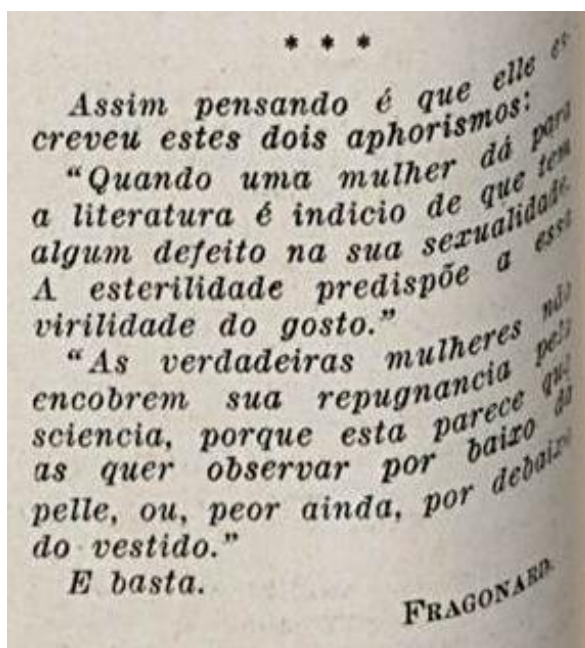 * * *
Assim pensando é que elle es-
creveu estes dois aphorismos:
"Quando uma mulher dá para
a literatura é indicio de que tem
algum defeito na sua sexualidade.
A esterilidade predispõe a essa
virilidade do gosto."
"As verdadeiras mulheres não
encobrem sua repugnancia pela
sciencia, porque esta parece que
as quer observar por baixo da
pelle, ou, peor ainda, por debaixo
do vestido."
E basta.
FRAGONARD.